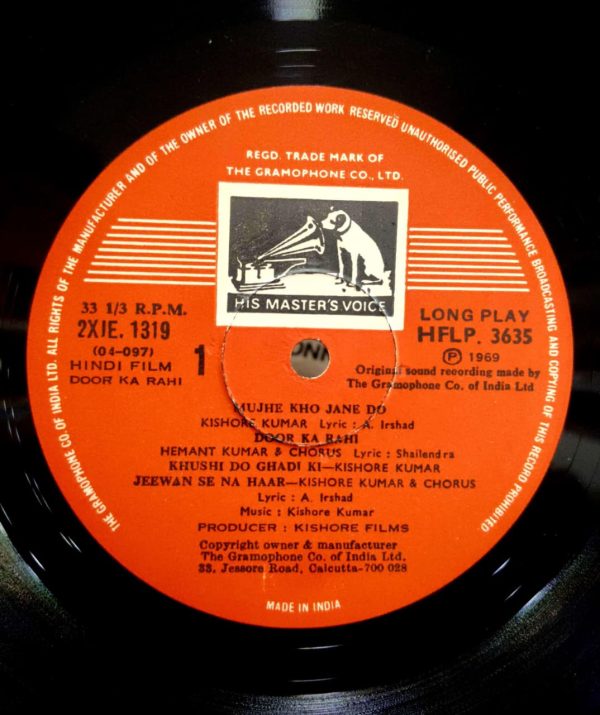 THE GRAMOPHONE CO. OF INDIA LTD. ALL RIGHTS OF THE MANUFACTURER AND OF THE OWNER OF THE RECORDED WORK RESERVED UNAUTHORISED PUBLIC PERFORMANCE BROADCASTING AND COPYING OF THIS RECORD PROHIBITED
REGD. TRADE MARK OF
THE GRAMOPHONE CO., LTD.
HIS MASTER'S VOICE
33 1/3 R.P.M.
2XJE. 1319
(04-097)
HINDI FILM
DOOR KA RAHI
1
LONG PLAY
HFLP. 3635
Ⓟ 1969
Original sound recording made by
The Gramophone Co. of India Ltd
MUJHE KHO JANE DO
KISHORE KUMAR Lyric : A. Irshad
DOOR KA RAHI
HEMANT KUMAR & CHORUS Lyric : Shailendra
KHUSHI DO GHADI KI—KISHORE KUMAR
JEEWAN SE NA HAAR—KISHORE KUMAR & CHORUS
Lyric : A. Irshad
Music : Kishore Kumar
PRODUCER : KISHORE FILMS
Copyright owner & manufacturer
The Gramophone Co. of India Ltd.
33, Jessore Road, Calcutta-700 028
MADE IN INDIA